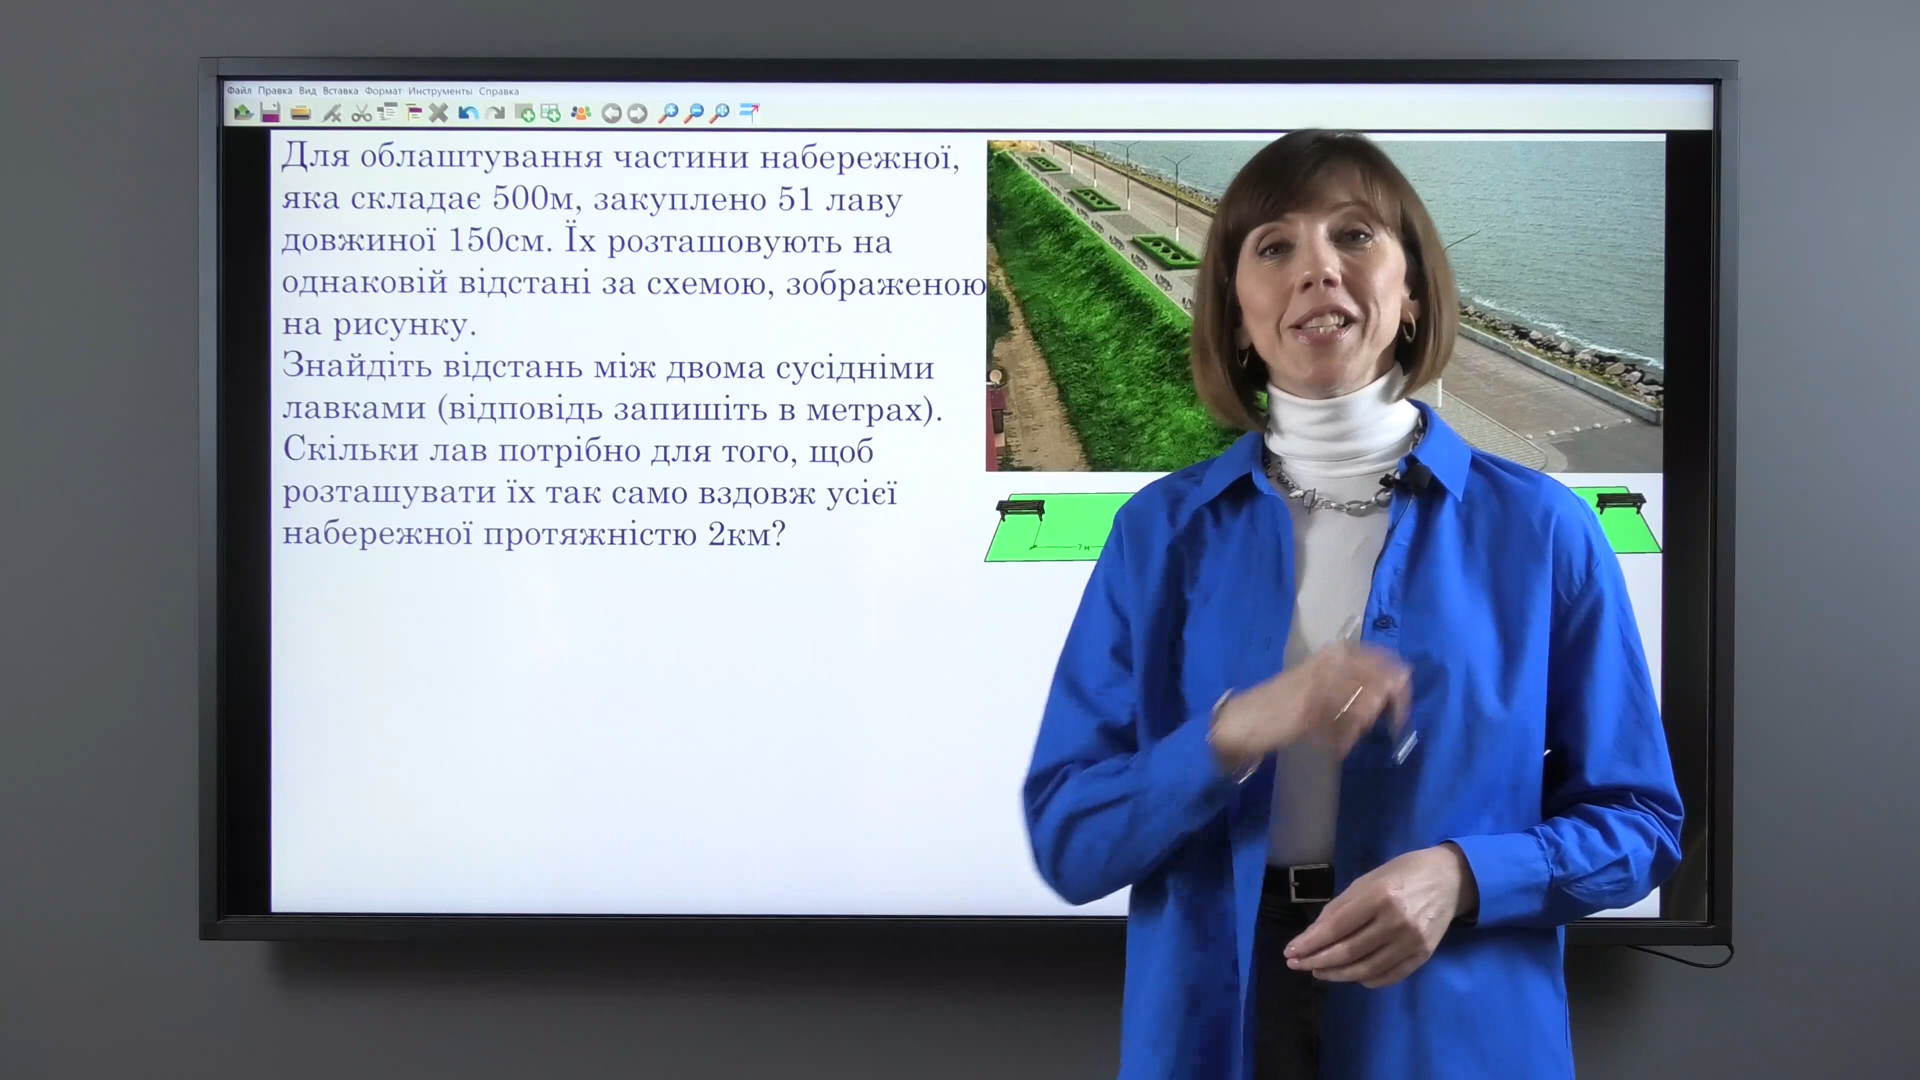 Файл Правка Вид Вставка Формат Инструменты Справка
Для облаштування частини набережної,
яка складає 500м, закуплено 51 лаву
довжиної 150см. Їх розташовують на
однаковій відстані за схемою, зображеною
на рисунку.
Знайдіть відстань між двома сусідніми
лавками (відповідь запишіть в метрах).
Скільки лав потрібно для того, щоб
розташувати їх так само вздовж усієї
набережної протяжністю 2км?
7м